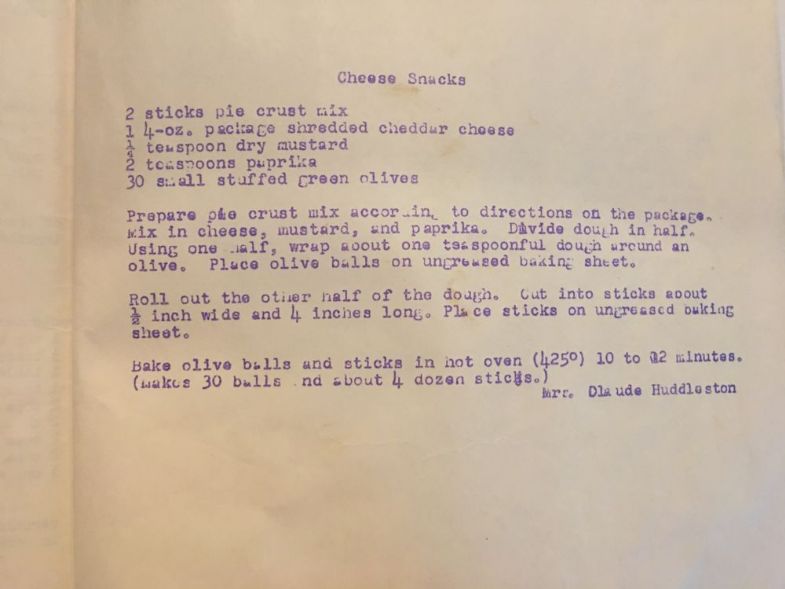 Cheese Snacks
2 sticks pie crust mix
1 4-oz. package shredded cheddar cheese
¼ teaspoon dry mustard
2 teaspoons paprika
30 small stuffed green olives
Prepare pie crust mix according to directions on the package.
Mix in cheese, mustard, and paprika. Divide dough in half.
Using one half, wrap about one teaspoonful dough around an
olive. Place olive balls on ungreased baking sheet.
Roll out the other half of the dough. Cut into sticks about
½ inch wide and 4 inches long. Place sticks on ungreased baking
sheet.
Bake olive balls and sticks in hot oven (425°) 10 to 12 minutes.
(Makes 30 balls and about 4 dozen sticks.)
Mrs. Claude Huddleston